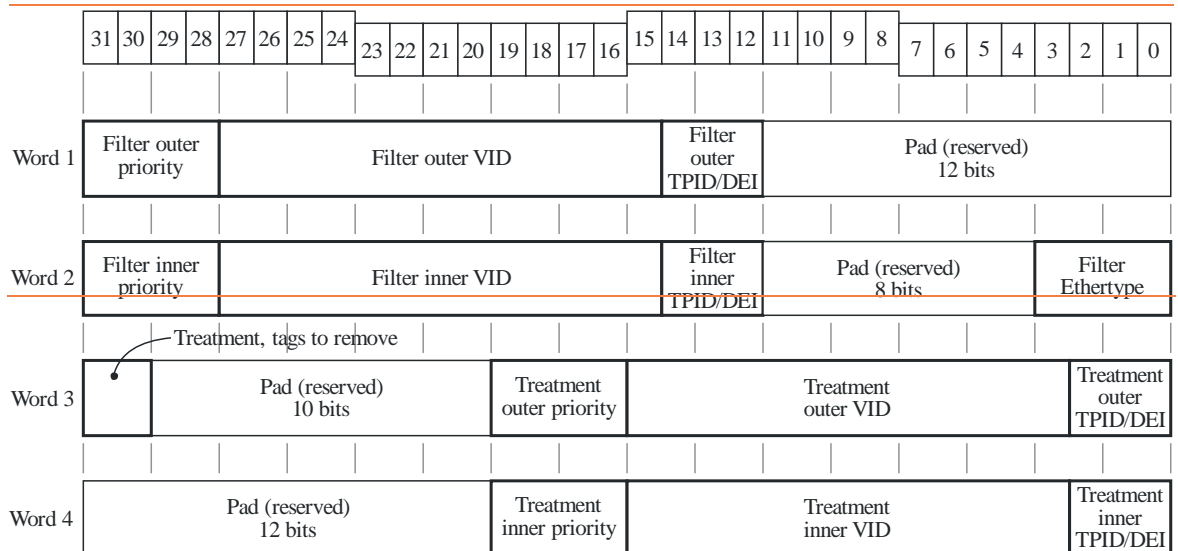 31 30 29 28 27 26 25 24 23 22 21 20 19 18 17 16 15 14 13 12 11 10 9 8 7 6 5 4 3 2 1 0
Word 1
Filter outer
priority
Filter outer VID
Filter
outer
TPID/DEI
Pad (reserved)
12 bits
Word 2
Filter inner
priority
Filter inner VID
Filter
inner
TPID/DEI
Pad (reserved)
8 bits
Filter
Ethertype
Treatment, tags to remove
Word 3
Pad (reserved)
10 bits
Treatment
outer priority
Treatment
outer VID
Treatment
outer
TPID/DEI
Word 4
Pad (reserved)
12 bits
Treatment
inner priority
Treatment
inner VID
Treatment
inner
TPID/DEI